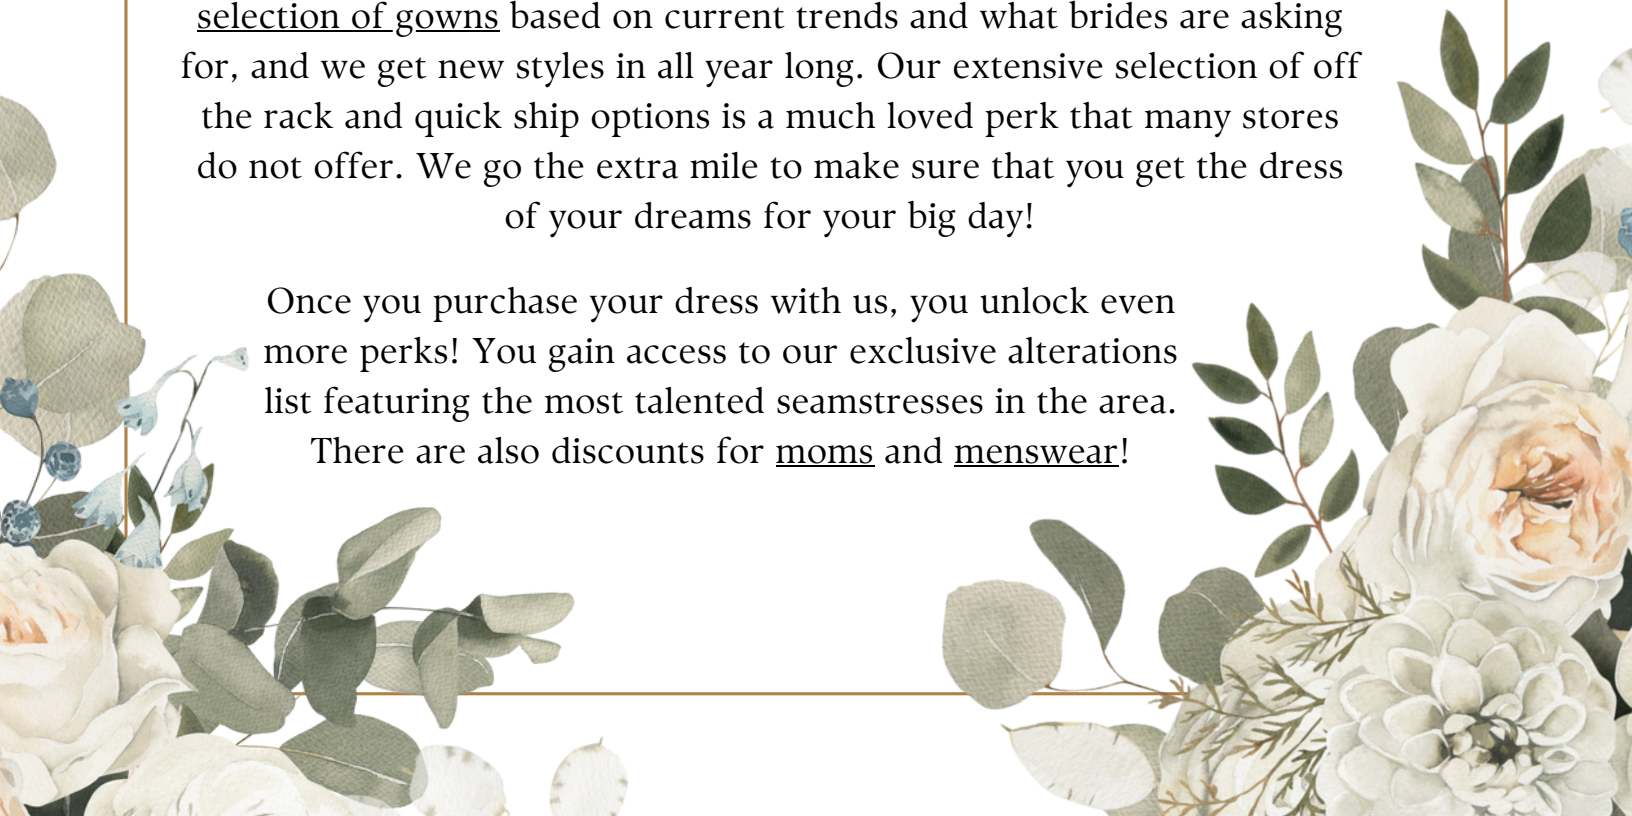 selection of gowns based on current trends and what brides are asking
for, and we get new styles in all year long. Our extensive selection of off
the rack and quick ship options is a much loved perk that many stores
do not offer. We go the extra mile to make sure that you get the dress
of your dreams for your big day!
Once you purchase your dress with us, you unlock even
more perks! You gain access to our exclusive alterations
list featuring the most talented seamstresses in the area.
There are also discounts for moms and menswear!